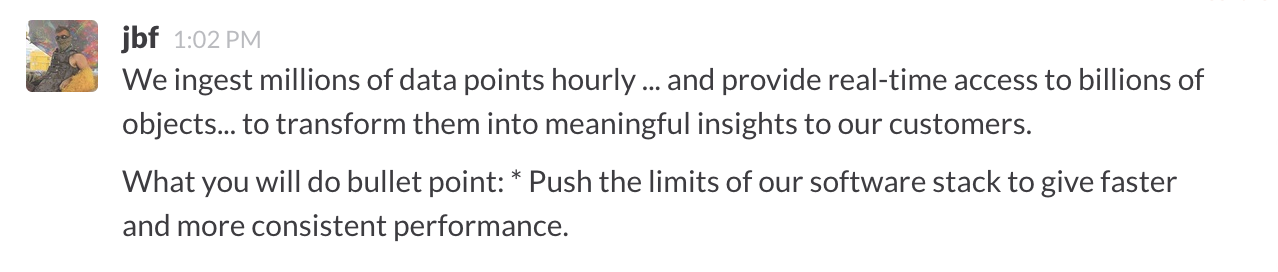 jbf 1:02 PM
We ingest millions of data points hourly ... and provide real-time access to billions of
objects... to transform them into meaningful insights to our customers.
What you will do bullet point: * Push the limits of our software stack to give faster
and more consistent performance.